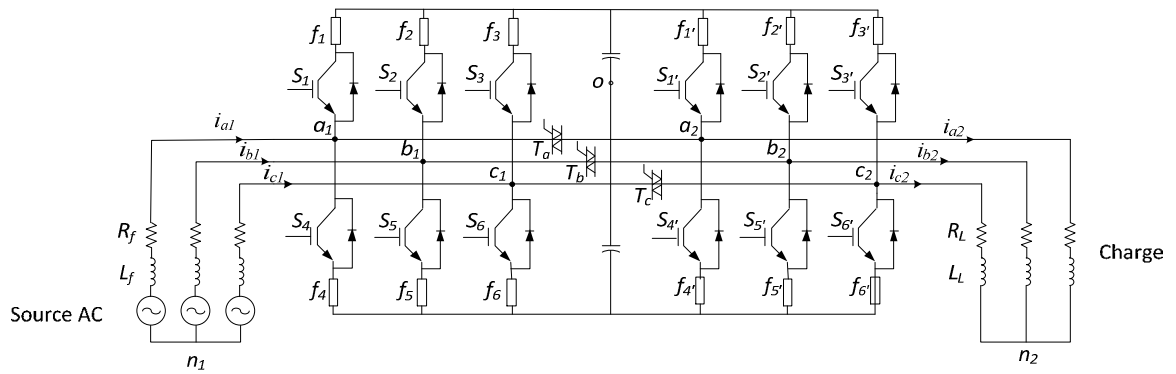 f1 f2 f3 f1' f2' f3'
S1 S2 S3 o S1' S2' S3'
ia1 a1 a2 ia2
ib1 b1 Ta b2 ib2
ic1 c1 Tb c2 ic2
Tc
S4 S5 S6 S4' S5' S6'
Rf RL
Charge
Lf LL
f4 f5 f6 f4' f5' f6'
Source AC
n1 n2